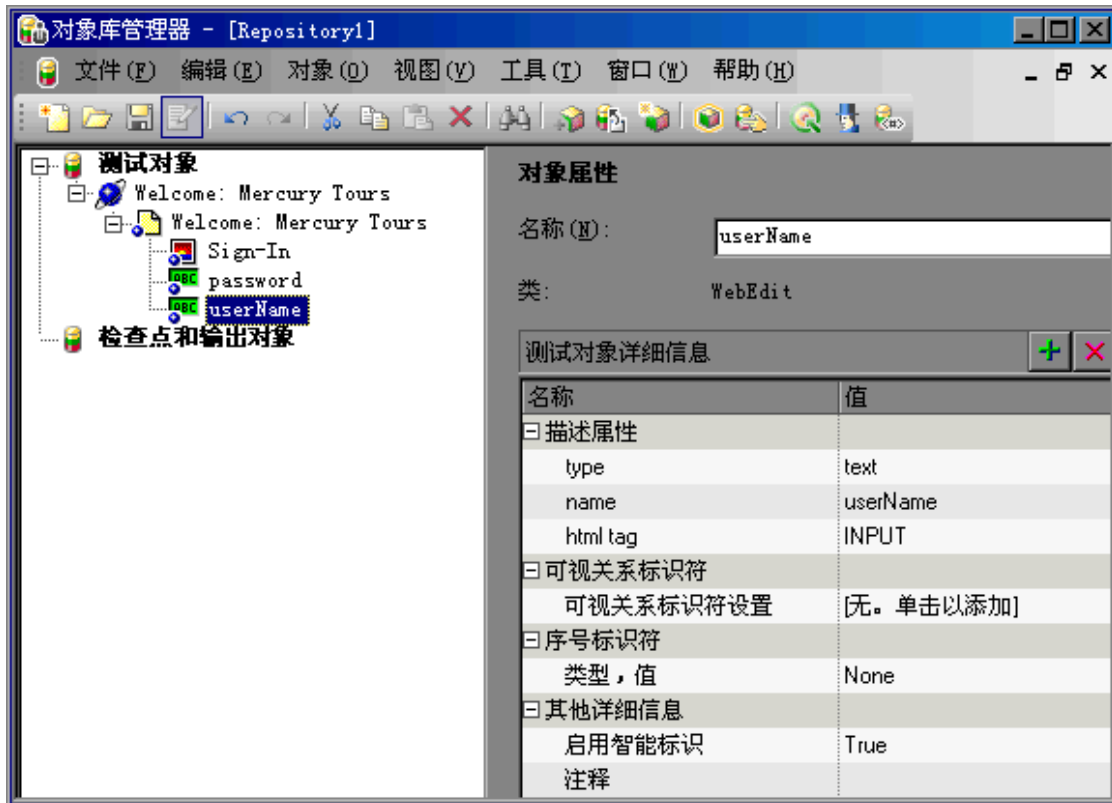 对象库管理器 - [Repository1]
文件(F) 编辑(E) 对象(O) 视图(V) 工具(T) 窗口(W) 帮助(H)
测试对象
Welcome: Mercury Tours
Welcome: Mercury Tours
Sign-In
ABC password
ABC userName
检查点和输出对象
对象属性
名称(N): userName
类: WebEdit
测试对象详细信息
名称 值
描述属性
type text
name userName
html tag INPUT
可视关系标识符
可视关系标识符设置 [无。单击以添加]
序号标识符
类型，值 None
其他详细信息
启用智能标识 True
注释